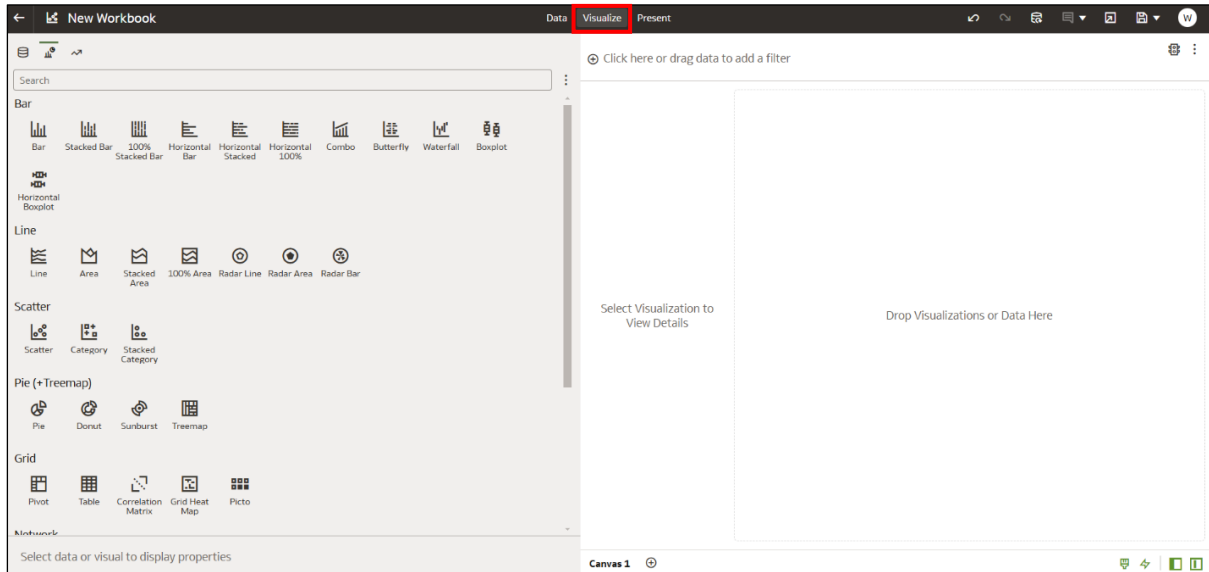 New Workbook
Data Visualize Present
W
Search
Click here or drag data to add a filter
Bar
Bar Stacked Bar 100% Stacked Bar Horizontal Bar Horizontal Stacked Horizontal 100% Combo Butterfly Waterfall Boxplot
Horizontal Boxplot
Line
Line Area Stacked Area 100% Area Radar Line Radar Area Radar Bar
Scatter
Scatter Category Stacked Category
Select Visualization to
View Details
Drop Visualizations or Data Here
Pie (+Treemap)
Pie Donut Sunburst Treemap
Grid
Pivot Table Correlation Matrix Grid Heat Map Picto
Network
Select data or visual to display properties
Canvas 1